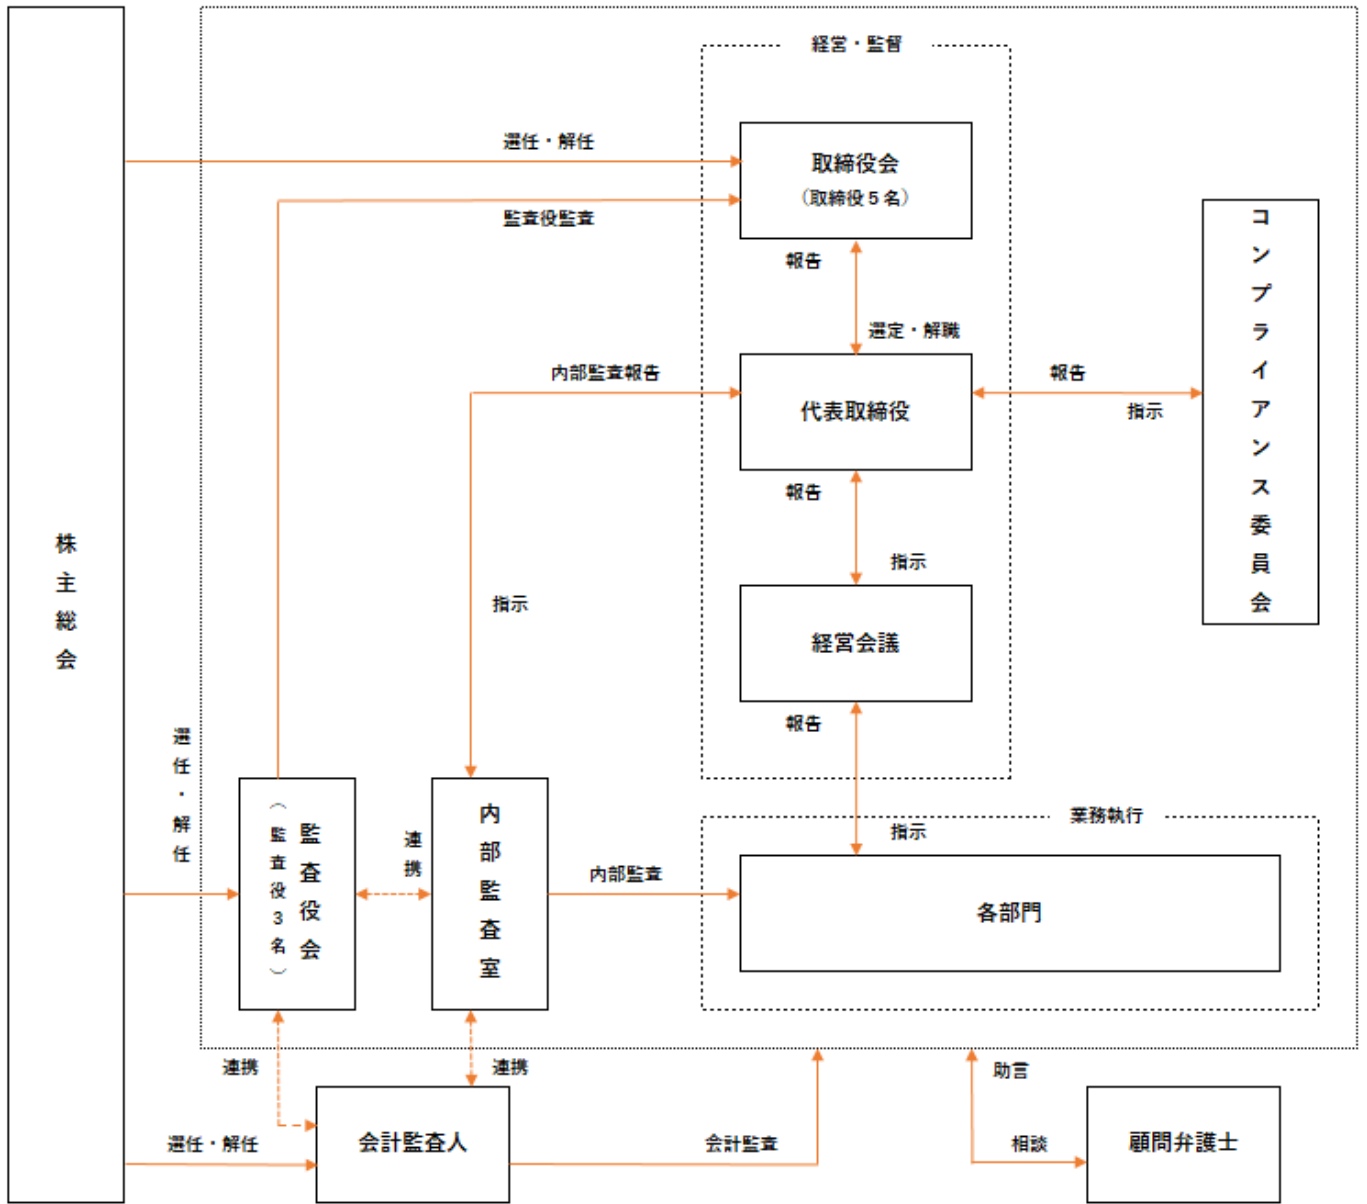 経営・監督
選任・解任
取締役会
（取締役５名）
監査役監査
報告
選定・解職
内部監査報告
代表取締役
報告
指示
コンプライアンス委員会
報告
指示
指示
経営会議
株主総会
報告
選任・解任
業務執行
指示
監査役会
（監査役３名）
連携
内部監査室
内部監査
各部門
連携
連携
助言
選任・解任
会計監査人
会計監査
相談
顧問弁護士